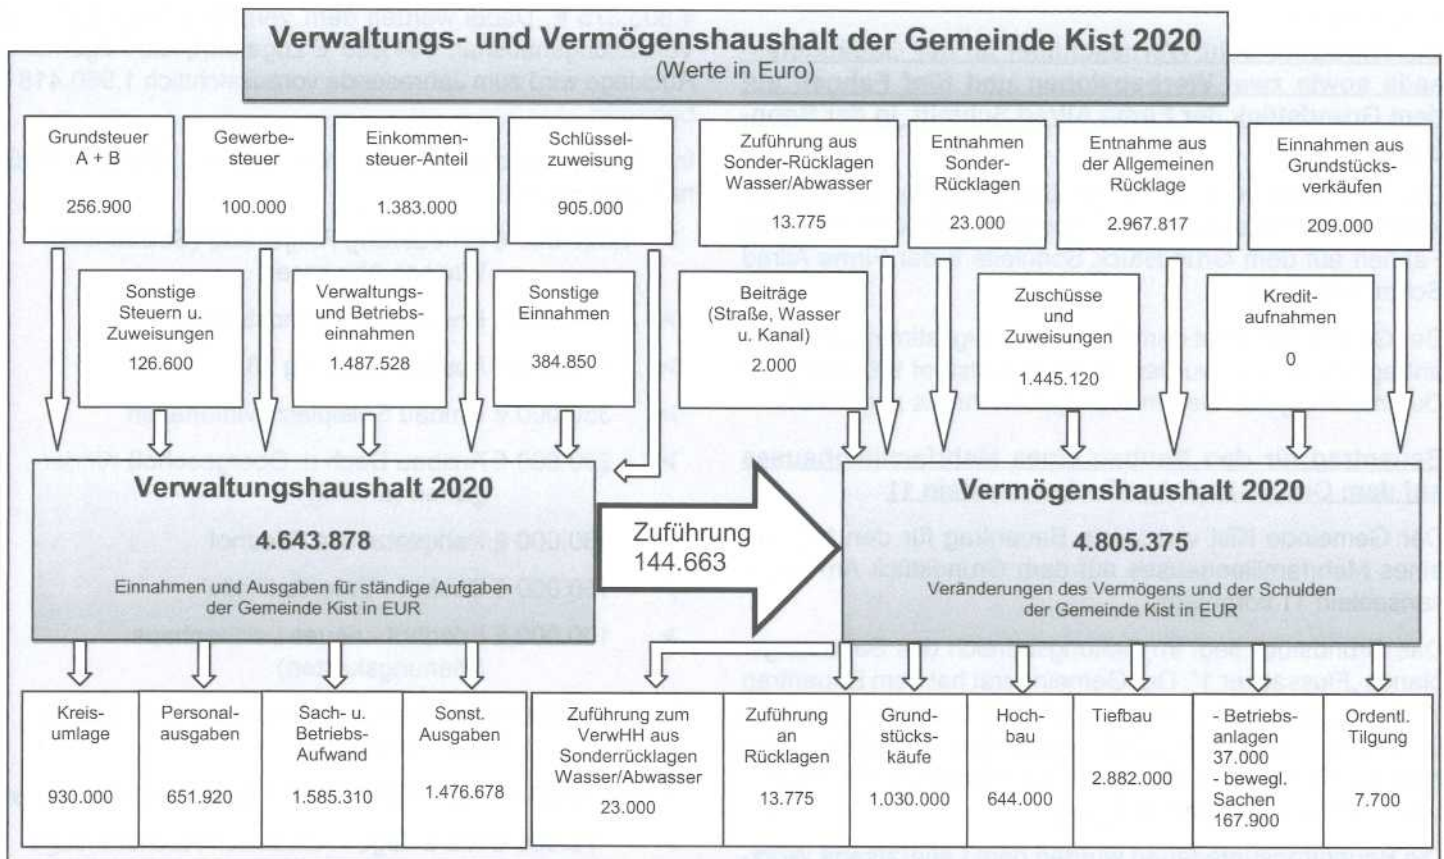 Verwaltungs- und Vermögenshaushalt der Gemeinde Kist 2020
(Werte in Euro)
Grundsteuer
A + B
256.900
Gewerbe-
steuer
100.000
Einkommen-
steuer-Anteil
1.383.000
Schlüssel-
zuweisung
905.000
Zuführung aus
Sonder-Rücklagen
Wasser/Abwasser
13.775
Entnahmen
Sonder-
Rücklagen
23.000
Entnahme aus
der Allgemeinen
Rücklage
2.967.817
Einnahmen aus
Grundstücks-
verkäufen
209.000
Sonstige
Steuern u.
Zuweisungen
126.600
Verwaltungs-
und Betriebs-
einnahmen
1.487.528
Sonstige
Einnahmen
384.850
Beiträge
(Straße, Wasser
u. Kanal)
2.000
Zuschüsse
und
Zuweisungen
1.445.120
Kredit-
aufnahmen
0
Verwaltungshaushalt 2020
4.643.878
Einnahmen und Ausgaben für ständige Aufgaben
der Gemeinde Kist in EUR
Zuführung
144.663
Vermögenshaushalt 2020
4.805.375
Veränderungen des Vermögens und der Schulden
der Gemeinde Kist in EUR
Kreis-
umlage
930.000
Personal-
ausgaben
651.920
Sach- u.
Betriebs-
Aufwand
1.585.310
Sonst.
Ausgaben
1.476.678
Zuführung zum
VerwHH aus
Sonderrücklagen
Wasser/Abwasser
23.000
Zuführung
an
Rücklagen
13.775
Grund-
stücks-
käufe
1.030.000
Hoch-
bau
644.000
Tiefbau
2.882.000
- Betriebs-
anlagen
37.000
- bewegl.
Sachen
167.900
Ordentl.
Tilgung
7.700